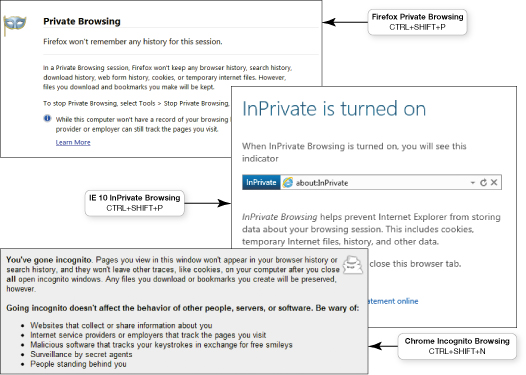 Private Browsing
Firefox won't remember any history for this session.
In a Private Browsing session, Firefox won't keep any browser history, search history,
download history, web form history, cookies, or temporary internet files. However,
files you download and bookmarks you make will be kept.
To stop Private Browsing, select Tools > Stop Private Browsing,
While this computer won't have a record of your browsing
provider or employer can still track the pages you visit.
Learn More
Firefox Private Browsing
CTRL+SHIFT+P
InPrivate is turned on
When InPrivate Browsing is turned on, you will see this
indicator
InPrivate about:InPrivate
InPrivate Browsing helps prevent Internet Explorer from storing
data about your browsing session. This includes cookies,
temporary Internet files, history, and other data.
close this browser tab.
atement online
IE 10 InPrivate Browsing
CTRL+SHIFT+P
You've gone incognito. Pages you view in this window won't appear in your browser history or
search history, and they won't leave other traces, like cookies, on your computer after you close
all open incognito windows. Any files you download or bookmarks you create will be preserved,
however.
Going incognito doesn't affect the behavior of other people, servers, or software. Be wary of:
• Websites that collect or share information about you
• Internet service providers or employers that track the pages you visit
• Malicious software that tracks your keystrokes in exchange for free smileys
• Surveillance by secret agents
• People standing behind you
Chrome Incognito Browsing
CTRL+SHIFT+N